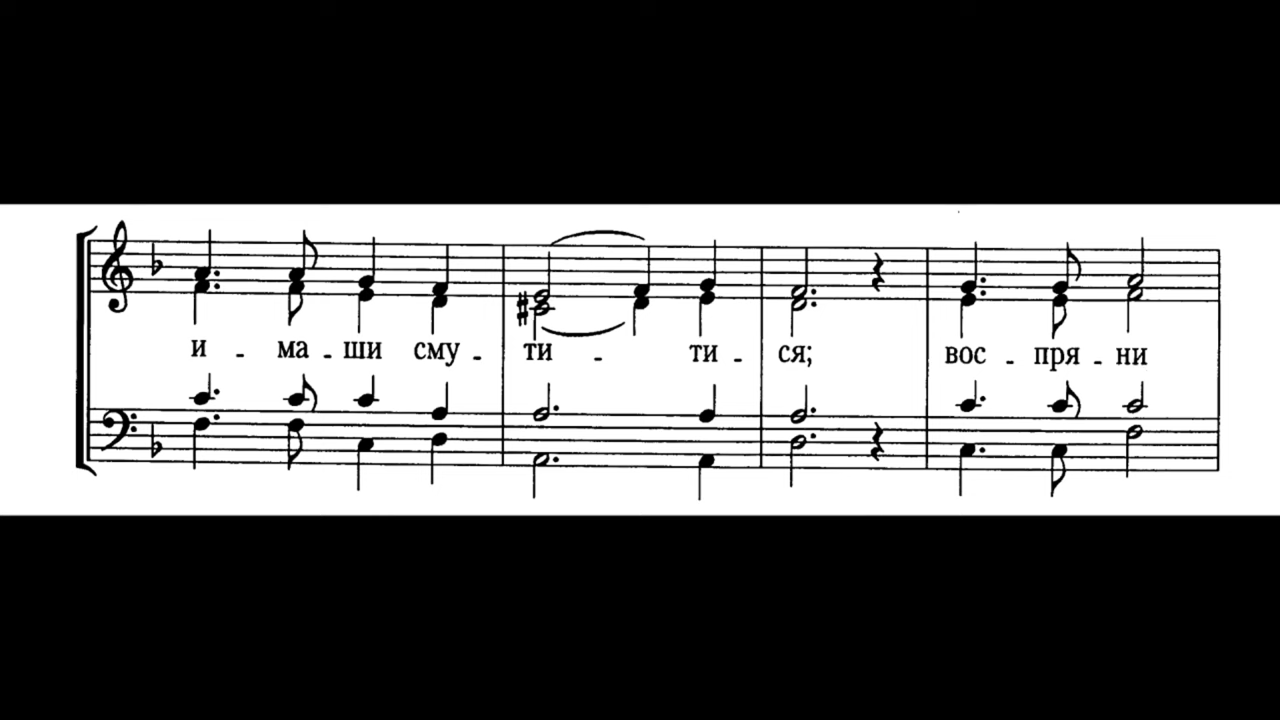 и - ма - ши сму - ти - ти - ся; вос - пря - ни